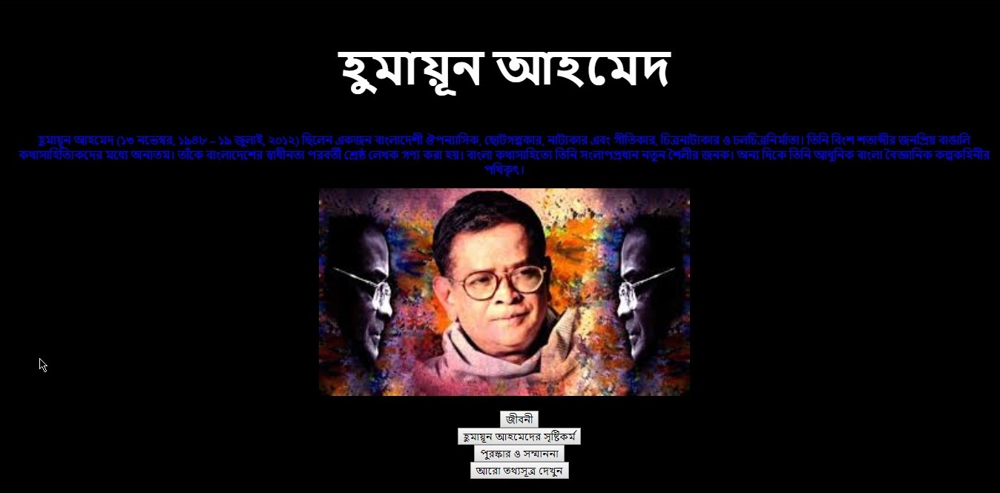 হুমায়ূন আহমেদ
হুমায়ূন আহমেদ (১৩ নভেম্বর, ১৯৪৮ – ১৯ জুলাই, ২০১২) ছিলেন একজন বাংলাদেশী ঔপন্যাসিক, ছোটগল্পকার, নাট্যকার এবং গীতিকার, চিত্রনাট্যকার ও চলচ্চিত্রনির্মাতা। তিনি বিংশ শতাব্দীর জনপ্রিয় বাঙালি
কথাসাহিত্যিকদের মধ্যে অন্যতম। তাঁকে বাংলাদেশের স্বাধীনতা পরবর্তী শ্রেষ্ঠ লেখক গণ্য করা হয়। বাংলা কথাসাহিত্যে তিনি সংলাপপ্রধান নতুন শৈলীর জনক। অন্য দিকে তিনি আধুনিক বাংলা বৈজ্ঞানিক কল্পকাহিনীর
পথিকৃৎ।
জীবনী
হুমায়ূন আহমেদের সৃষ্টিকর্ম
পুরস্কার ও সম্মাননা
আরো তথ্যসূত্র দেখুন